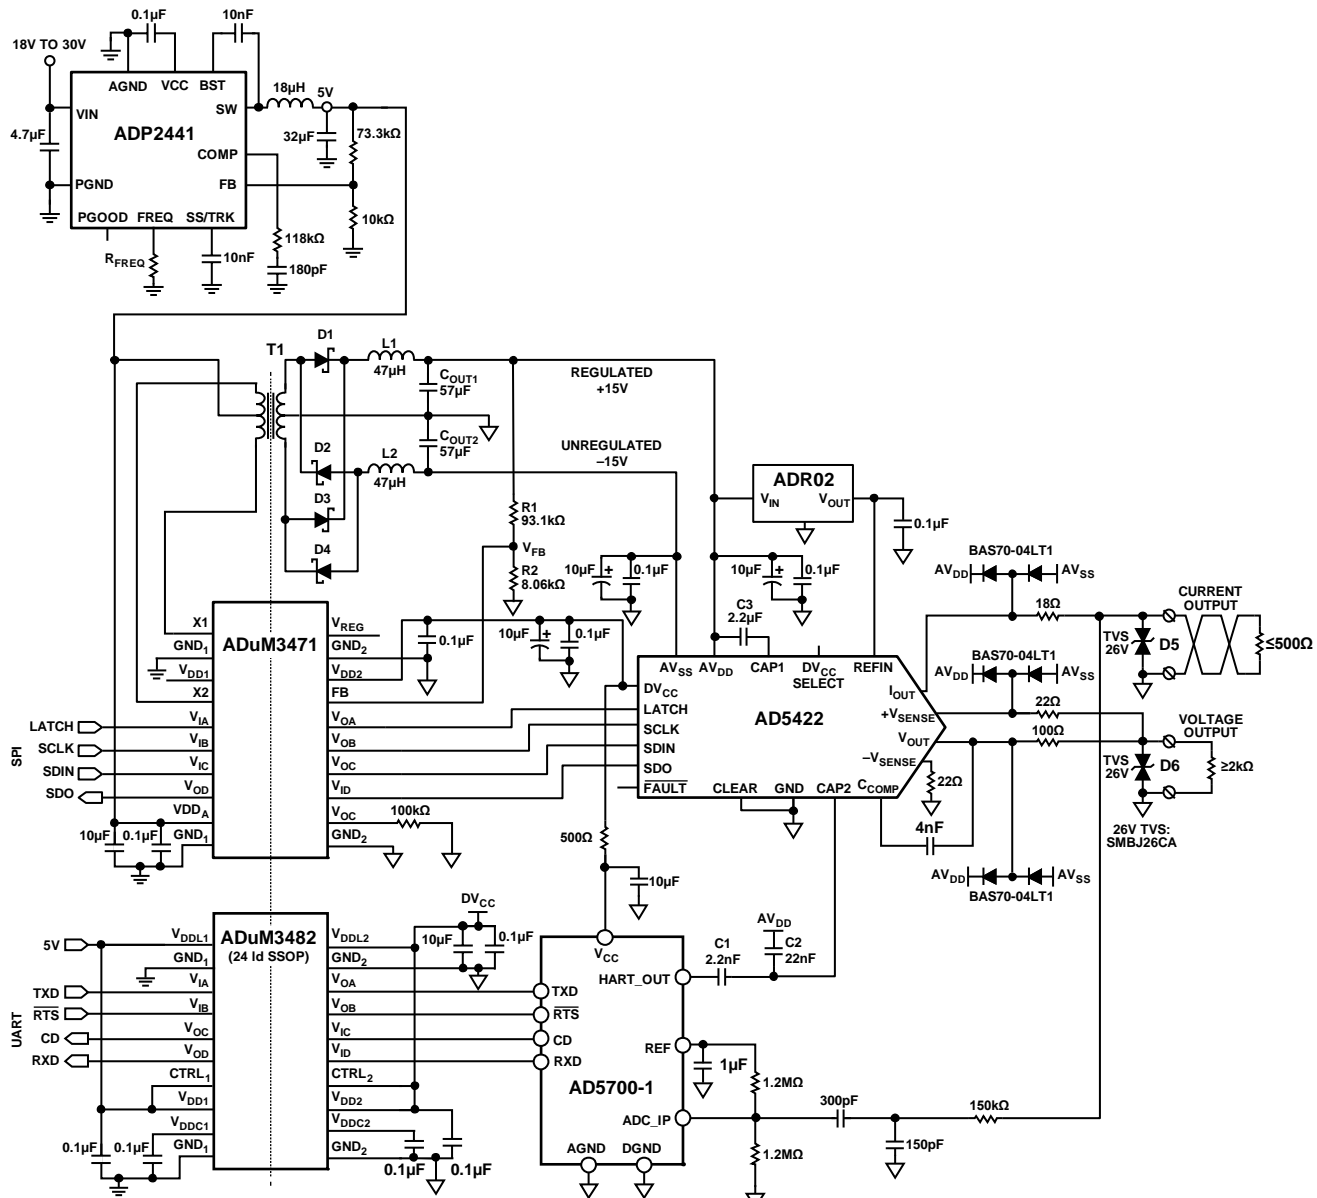 0.1µF
10nF
18V TO 30V
AGND
VCC
BST
18µH
5V
VIN
SW
ADP2441
4.7µF
32µF
73.3kΩ
COMP
PGND
FB
PGOOD
FREQ
SS/TRK
10kΩ
118kΩ
RFREQ
10nF
180pF
T1
D1
L1
47µH
COUT1
57µF
REGULATED
+15V
COUT2
57µF
UNREGULATED
–15V
D2
L2
47µH
D3
D4
R1
93.1kΩ
VFB
R2
8.06kΩ
ADR02
VIN
VOUT
0.1µF
10µF
+
0.1µF
10µF
+
0.1µF
C3
2.2µF
BAS70-04LT1
AVDD
AVSS
18Ω
CURRENT
OUTPUT
TVS
26V
D5
≤500Ω
BAS70-04LT1
AVDD
AVSS
22Ω
100Ω
VOLTAGE
OUTPUT
TVS
26V
D6
≥2kΩ
26V TVS:
SMBJ26CA
X1
GND1
VDD1
X2
VIA
VIB
VIC
VOD
VDDA
GND1
ADuM3471
VREG
GND2
VDD2
FB
VOA
VOB
VOC
VID
VOC
GND2
0.1µF
10µF
+
0.1µF
100kΩ
SPI
LATCH
SCLK
SDIN
SDO
10µF
0.1µF
AVSS
AVDD
CAP1
DVCC
SELECT
REFIN
DVCC
LATCH
SCLK
SDIN
SDO
FAULT
AD5422
IOUT
+VSENSE
VOUT
–VSENSE
CCOMP
CLEAR
GND
CAP2
22Ω
4nF
BAS70-04LT1
AVDD
AVSS
500Ω
10µF
UART
5V
TXD
RTS
CD
RXD
VDDL1
GND1
VIA
VIB
VOC
VOD
CTRL1
VDD1
VDDC1
GND1
ADuM3482
(24 ld SSOP)
VDDL2
GND2
VOA
VOB
VIC
VID
CTRL2
VDD2
VDDC2
GND2
0.1µF
0.1µF
0.1µF
0.1µF
DVCC
10µF
0.1µF
VCC
TXD
RTS
CD
RXD
AD5700-1
HART_OUT
REF
ADC_IP
AGND
DGND
C1
2.2nF
AVDD
C2
22nF
1µF
1.2MΩ
1.2MΩ
300pF
150pF
150kΩ